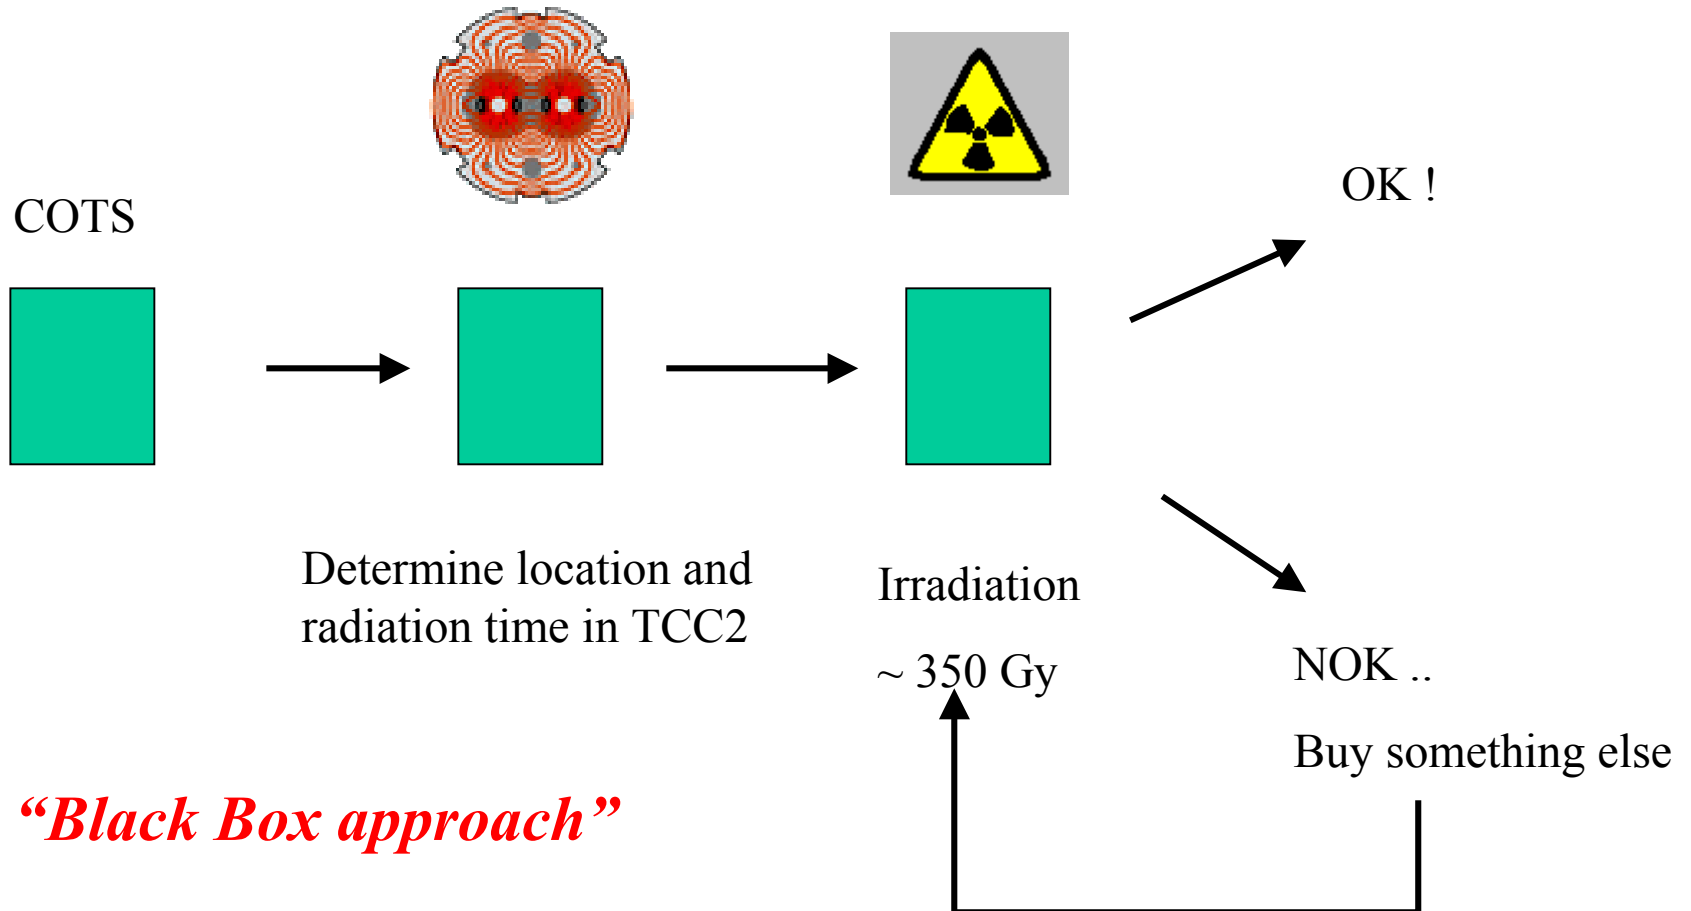 COTS
OK !
Determine location and
radiation time in TCC2
Irradiation
~ 350 Gy
NOK ..
Buy something else
“Black Box approach”